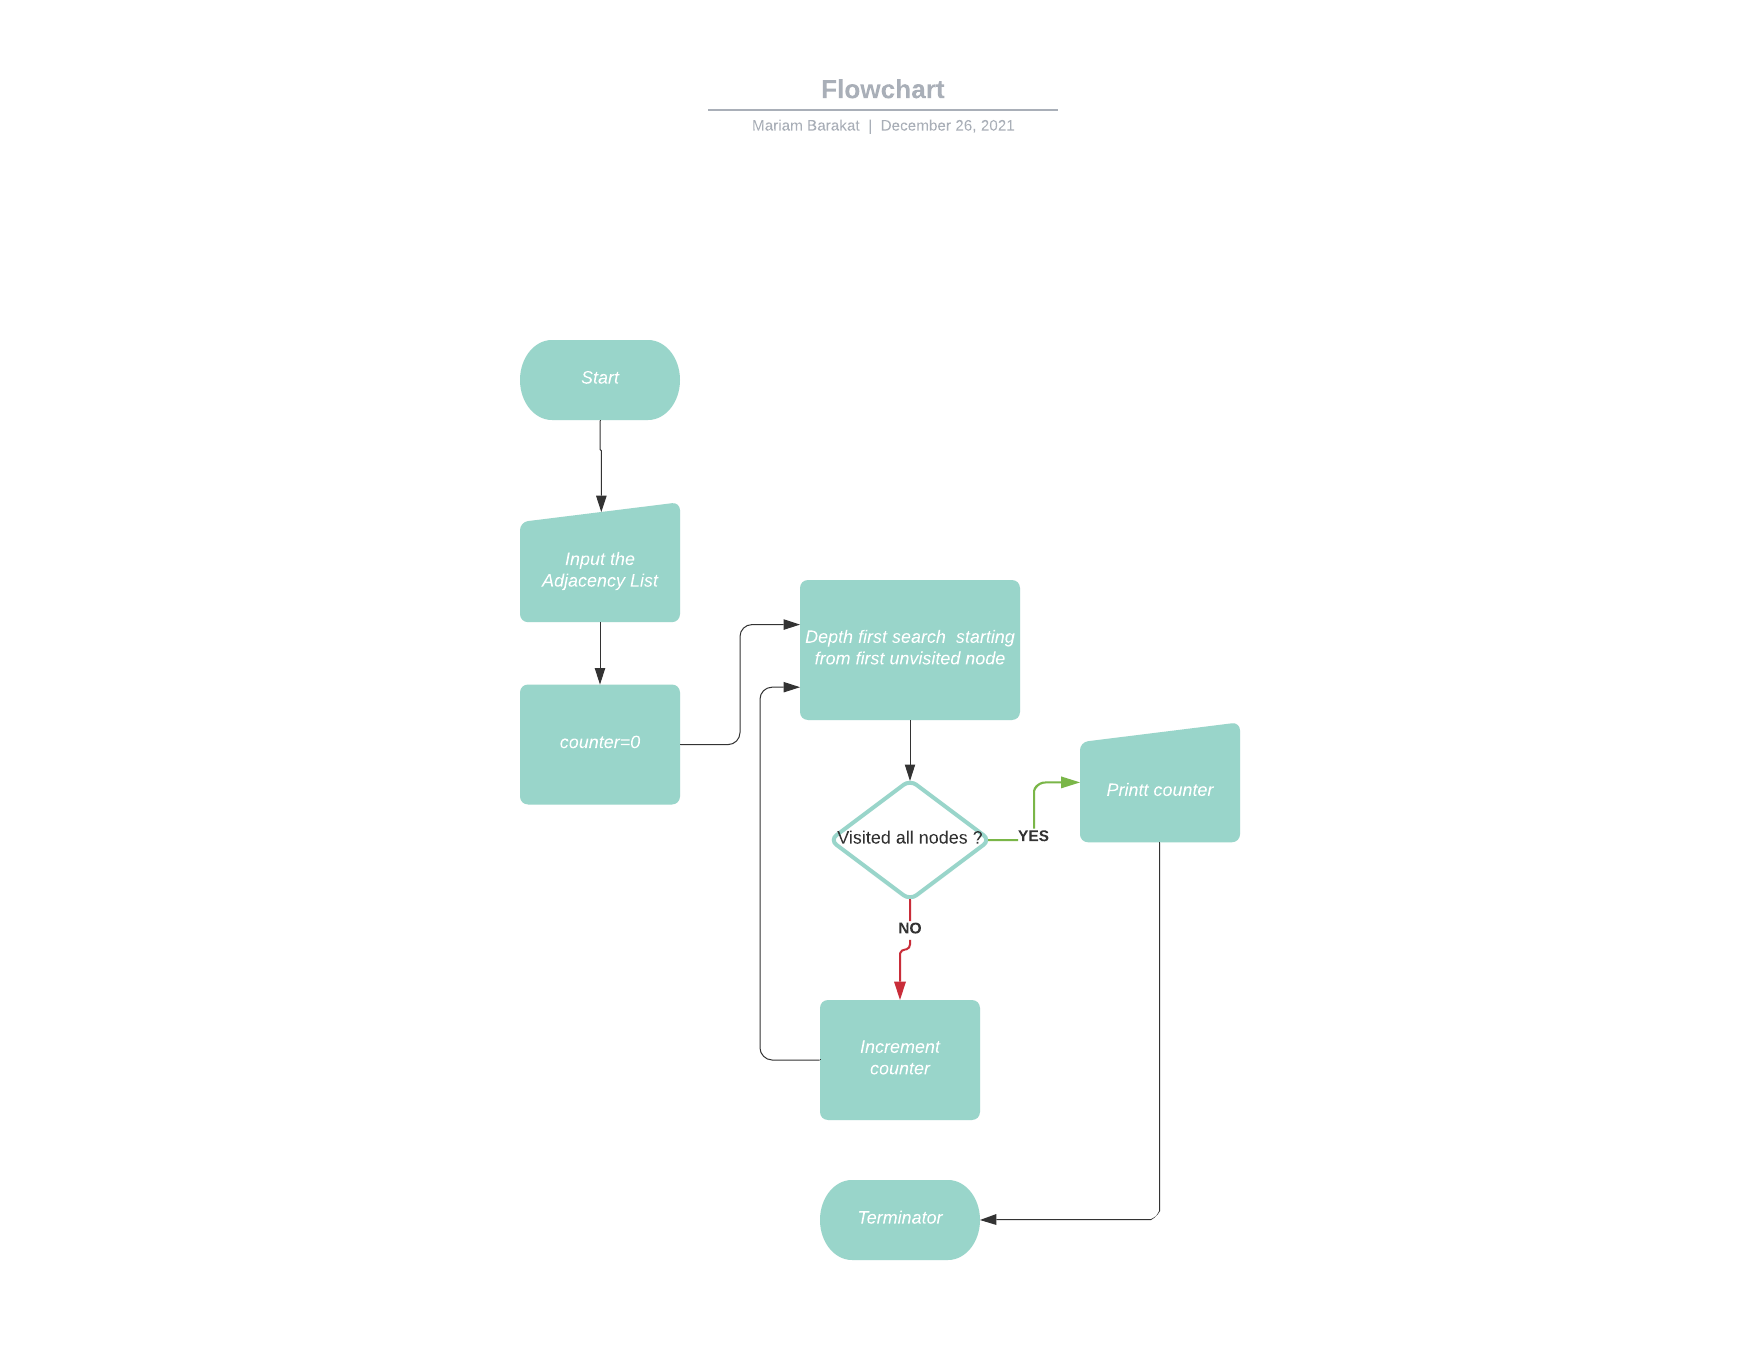 Flowchart
Mariam Barakat | December 26, 2021
Start
Input the
Adjacency List
counter=0
Depth first search  starting
from first unvisited node
Visited all nodes ?
YES
Printt counter
NO
Increment
counter
Terminator